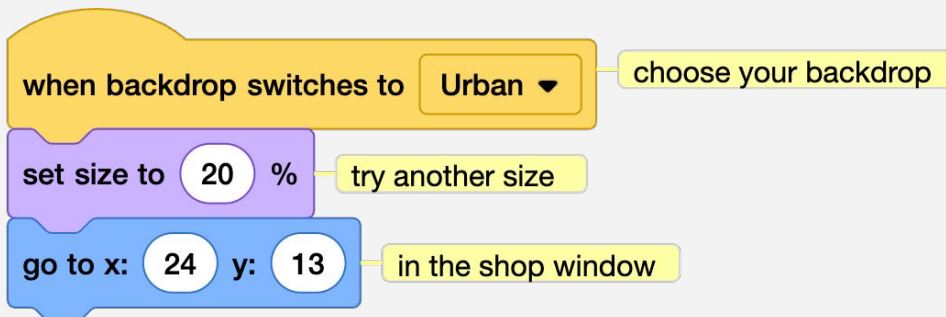 when backdrop switches to Urban choose your backdrop
set size to 20 % try another size
go to x: 24 y: 13 in the shop window